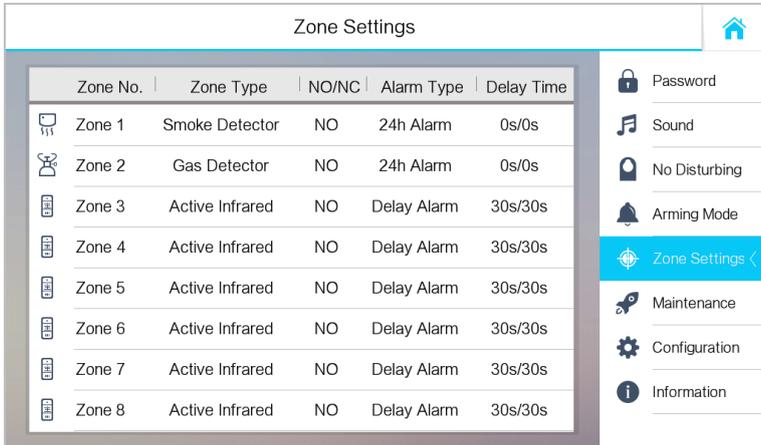 Zone Settings
Zone No. Zone Type NO/NC Alarm Type Delay Time
Zone 1 Smoke Detector NO 24h Alarm 0s/0s
Zone 2 Gas Detector NO 24h Alarm 0s/0s
Zone 3 Active Infrared NO Delay Alarm 30s/30s
Zone 4 Active Infrared NO Delay Alarm 30s/30s
Zone 5 Active Infrared NO Delay Alarm 30s/30s
Zone 6 Active Infrared NO Delay Alarm 30s/30s
Zone 7 Active Infrared NO Delay Alarm 30s/30s
Zone 8 Active Infrared NO Delay Alarm 30s/30s
Password
Sound
No Disturbing
Arming Mode
Zone Settings
Maintenance
Configuration
Information